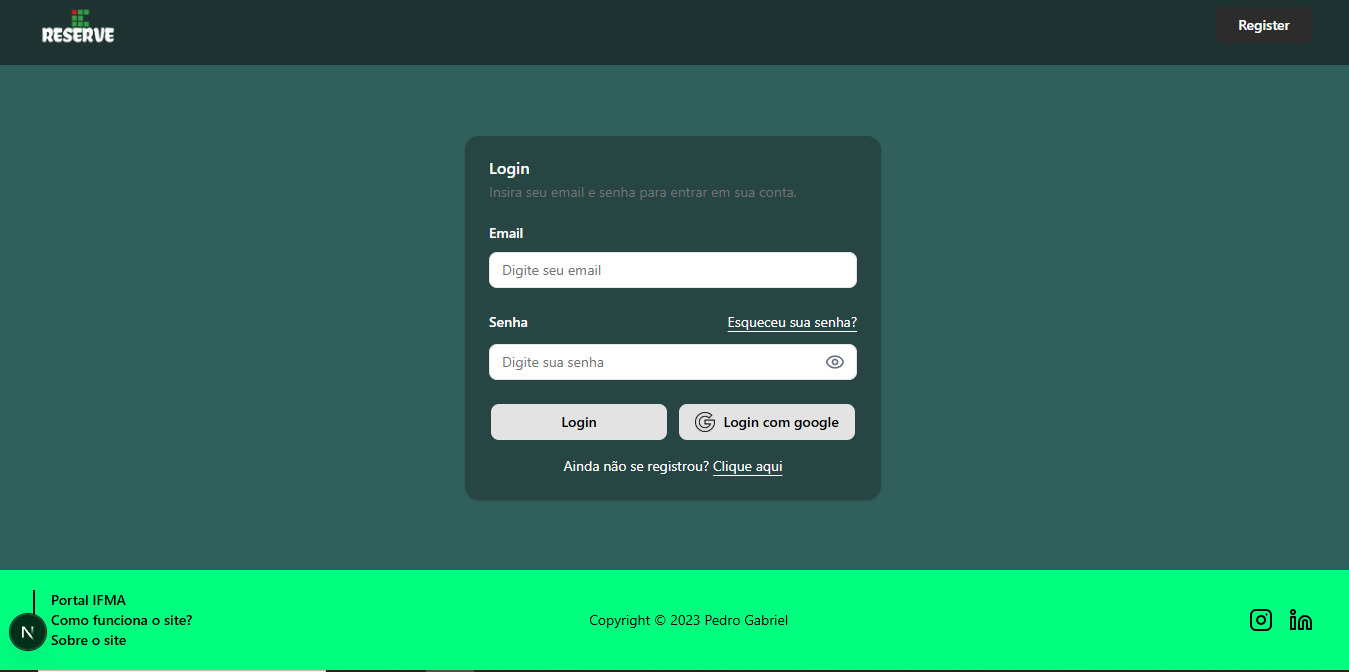 RESERVE
Register
Login
Insira seu email e senha para entrar em sua conta.
Email
Digite seu email
Senha
Esqueceu sua senha?
Digite sua senha
Login
Login com google
Ainda não se registrou? Clique aqui
Portal IFMA
Como funciona o site?
Sobre o site
N
Copyright © 2023 Pedro Gabriel